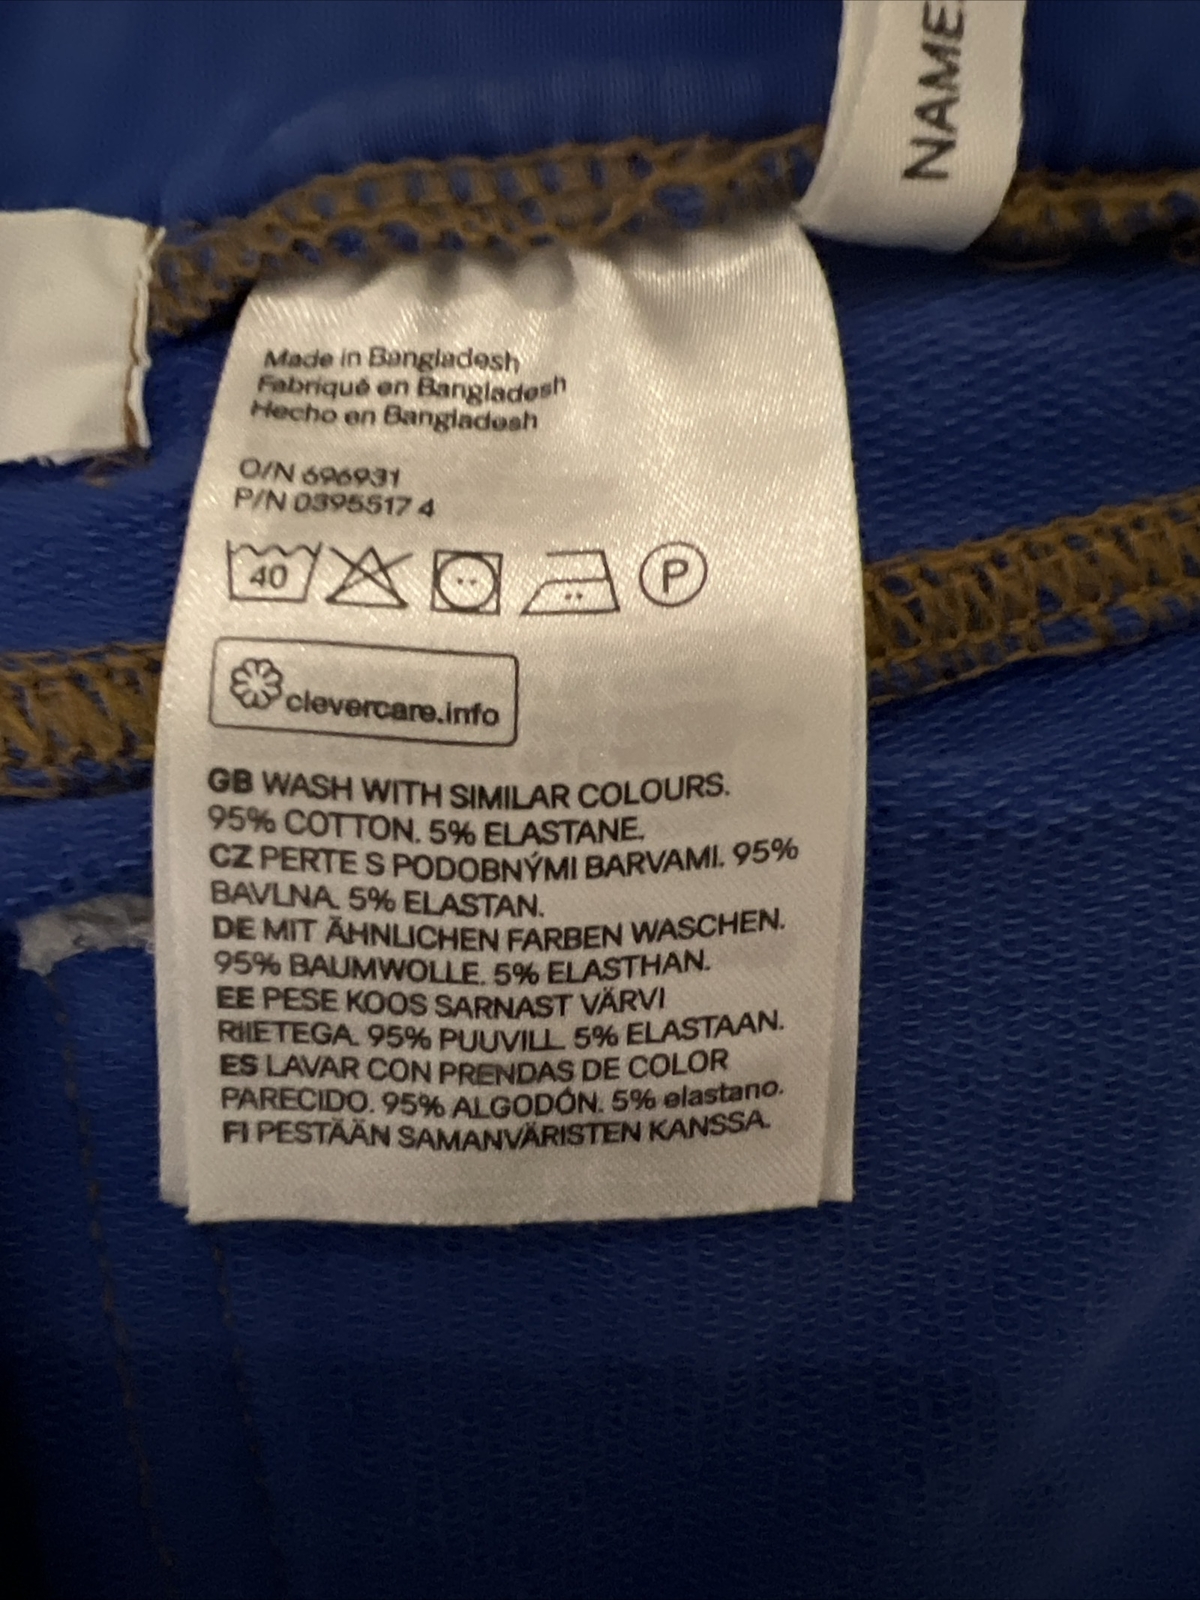 NAME:
Made in Bangladesh
Fabriqué en Bangladesh
Hecho en Bangladesh
O/N 696931
P/N 0395517 4
40
P
clevercare.info
GB WASH WITH SIMILAR COLOURS.
95% COTTON. 5% ELASTANE.
CZ PERTE S PODOBNÝMI BARVAMI. 95%
BAVLNA. 5% ELASTAN.
DE MIT ÄHNLICHEN FARBEN WASCHEN.
95% BAUMWOLLE. 5% ELASTHAN.
EE PESE KOOS SARNAST VÄRVI
RIIETEGA. 95% PUUVILL. 5% ELASTAAN.
ES LAVAR CON PRENDAS DE COLOR
PARECIDO. 95% ALGODÓN. 5% elastano.
FI PESTÄÄN SAMANVÄRISTEN KANSSA.